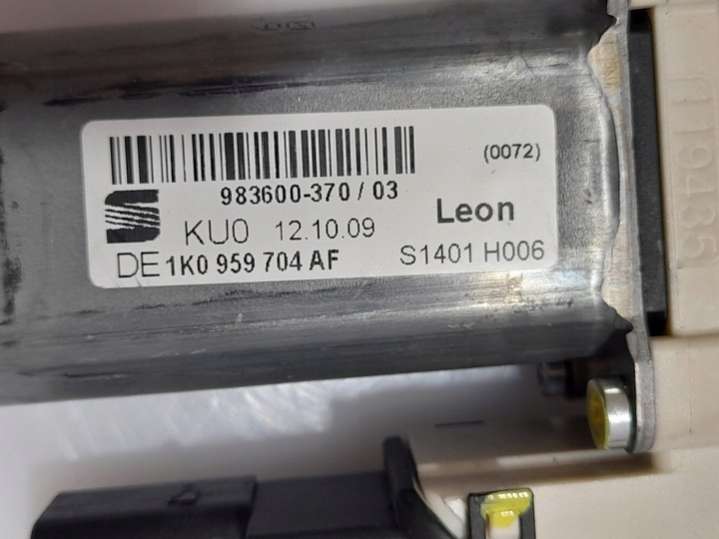 (0072)
983600-370 / 03
Leon
KU0 12.10.09
DE 1K0 959 704 AF
S1401 H006